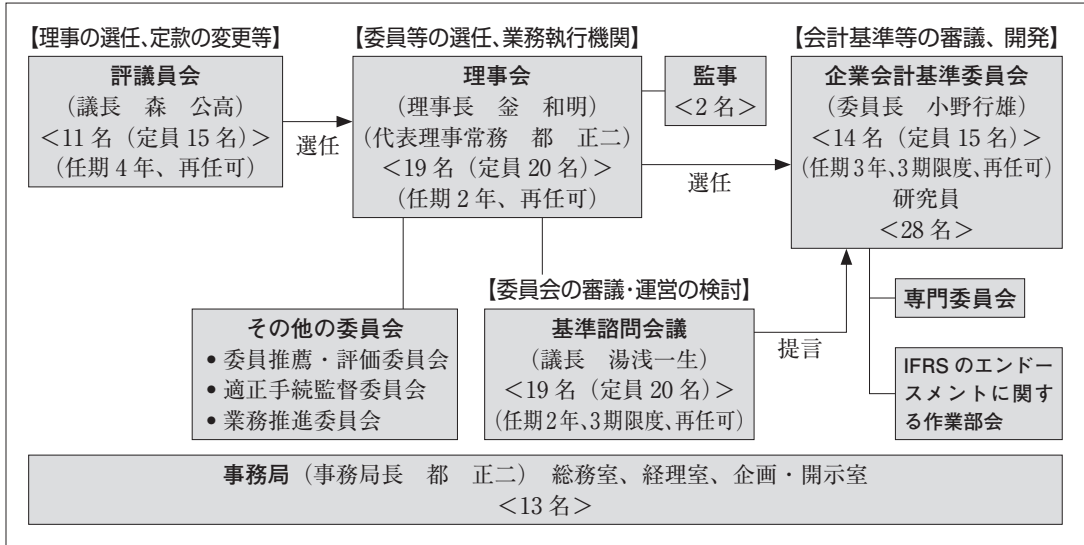 【理事の選任、定款の変更等】
評議員会
(議長 森 公高)
<11名(定員15名)>
(任期4年、再任可)
選任
【委員等の選任、業務執行機関】
理事会
(理事長 釡 和明)
(代表理事常務 都 正二)
<19名(定員20名)>
(任期2年、再任可)
監事
<2名>
選任
【会計基準等の審議、開発】
企業会計基準委員会
(委員長 小野行雄)
<14名(定員15名)>
(任期3年、3期限度、再任可)
研究員
<28名>
専門委員会
IFRSのエンドー
スメントに関す
る作業部会
その他の委員会
● 委員推薦・評価委員会
● 適正手続監督委員会
● 業務推進委員会
【委員会の審議・運営の検討】
基準諮問会議
(議長 湯浅一生)
<19名(定員20名)>
(任期2年、3期限度、再任可)
提言
事務局(事務局長 都 正二) 総務室、経理室、企画・開示室
<13名>